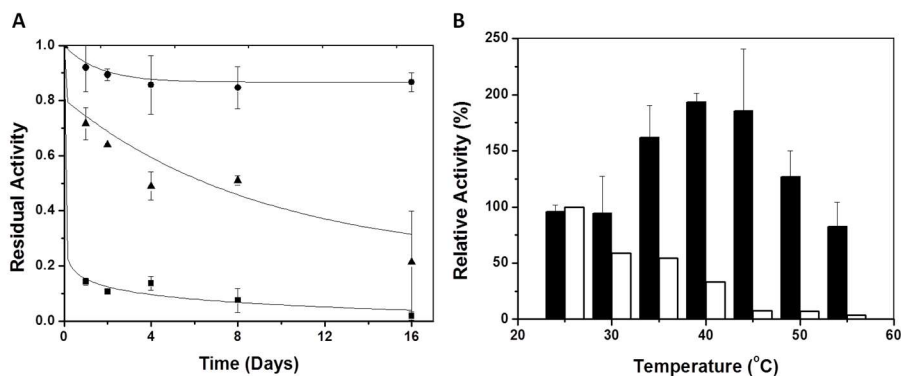 A
1.0
0.8
0.6
0.4
0.2
0.0
Residual Activity
0 4 8 12 16
Time (Days)
B
250
200
150
100
50
0
Relative Activity (%)
20 30 40 50 60
Temperature (°C)